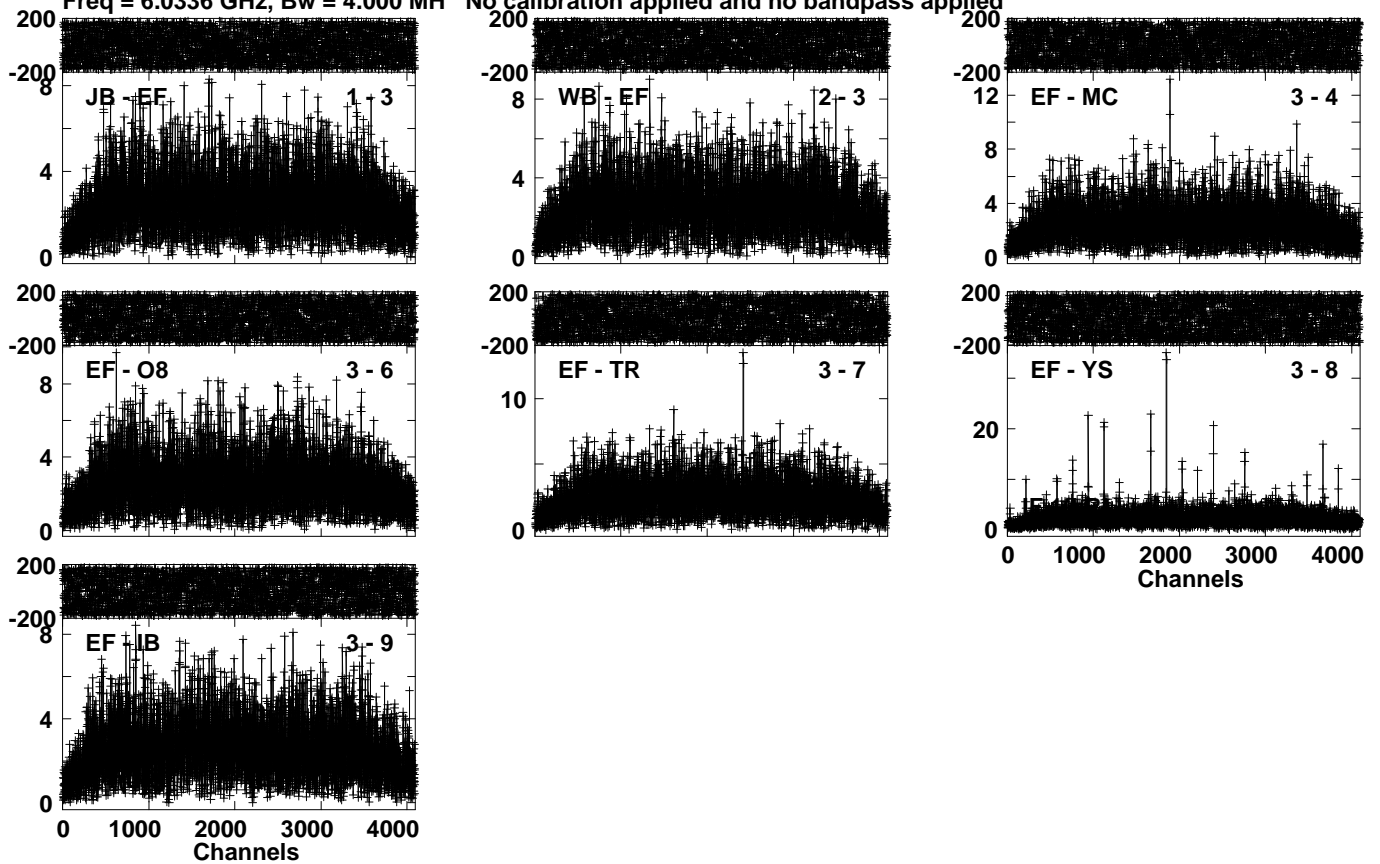 Freq = 6.0336 GHz, Bw = 4.000 MH No calibration applied and no bandpass applied
200
-200
JB - EF 1 - 3
8
4
0
200
-200
WB - EF 2 - 3
8
4
0
200
-200
EF - MC 3 - 4
12
8
4
0
200
-200
EF - O8 3 - 6
8
4
0
200
-200
EF - TR 3 - 7
10
0
200
-200
EF - YS 3 - 8
20
0
0 1000 2000 3000 4000
Channels
200
-200
EF - IB 3 - 9
8
4
0
0 1000 2000 3000 4000
Channels